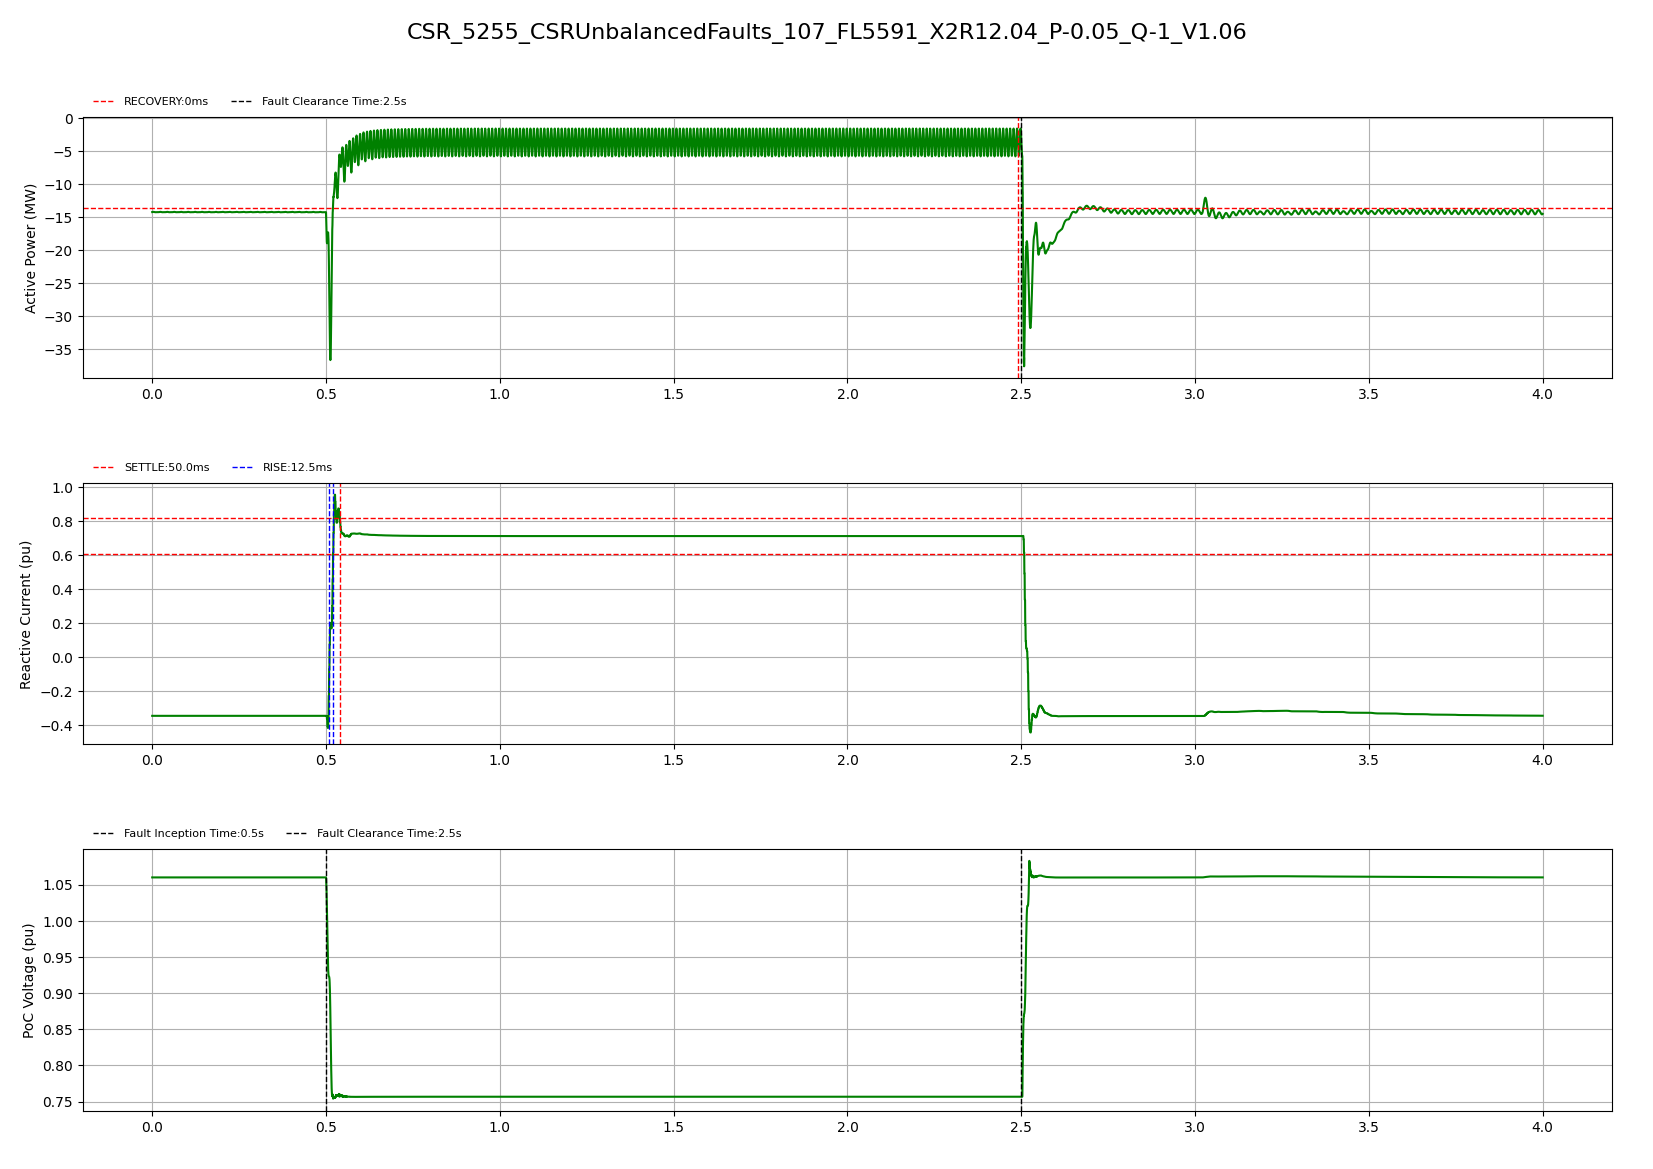 CSR_5255_CSRUnbalancedFaults_107_FL5591_X2R12.04_P-0.05_Q-1_V1.06
RECOVERY:0ms Fault Clearance Time:2.5s
Active Power (MW)
0
−5
−10
−15
−20
−25
−30
−35
0.0 0.5 1.0 1.5 2.0 2.5 3.0 3.5 4.0
SETTLE:50.0ms RISE:12.5ms
Reactive Current (pu)
1.0
0.8
0.6
0.4
0.2
0.0
−0.2
−0.4
0.0 0.5 1.0 1.5 2.0 2.5 3.0 3.5 4.0
Fault Inception Time:0.5s Fault Clearance Time:2.5s
PoC Voltage (pu)
1.05
1.00
0.95
0.90
0.85
0.80
0.75
0.0 0.5 1.0 1.5 2.0 2.5 3.0 3.5 4.0